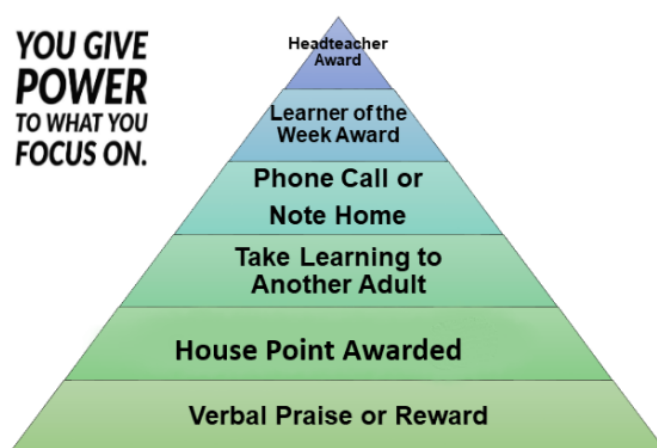 YOU GIVE
POWER
TO WHAT YOU
FOCUS ON.
Headteacher
Award
Learner of the
Week Award
Phone Call or
Note Home
Take Learning to
Another Adult
House Point Awarded
Verbal Praise or Reward